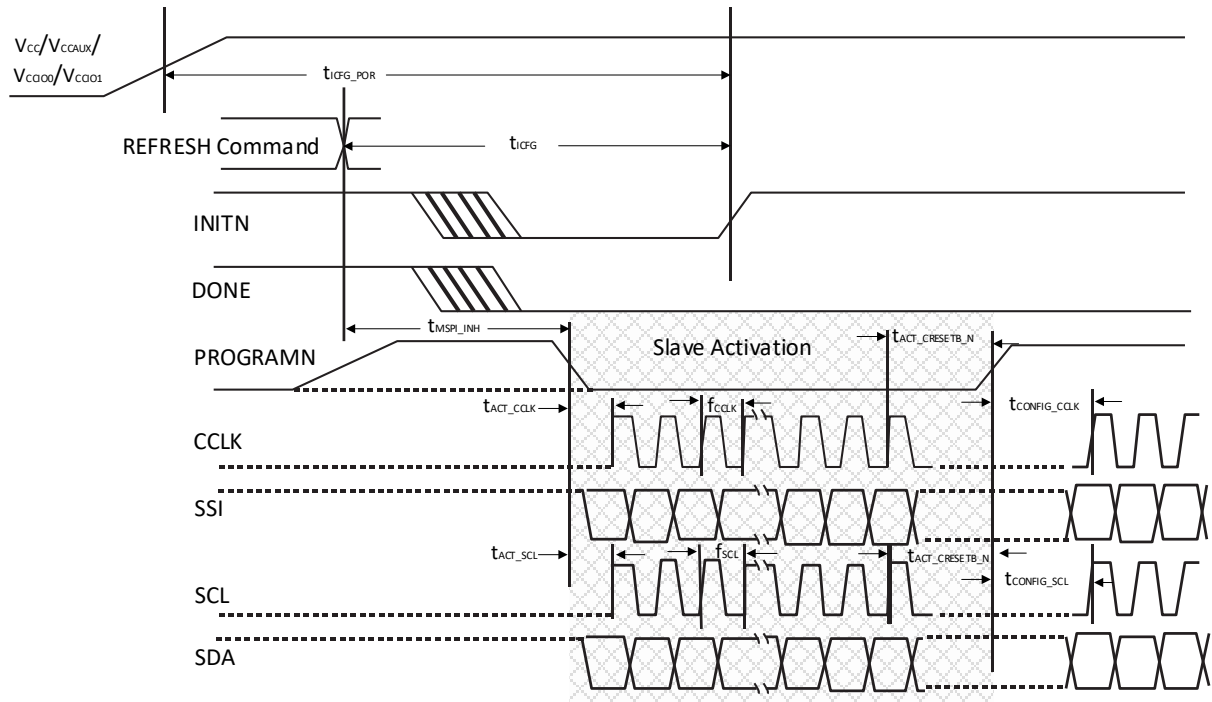 VCC/VCCAUX/
VCCIO0/VCCIO1
tICFG_POR
REFRESH Command
tICFG
INITN
DONE
tMSPI_INH
Slave Activation
tACT_CRESETB_N
PROGRAMN
tACT_CCLK
fCCLK
tCONFIG_CCLK
CCLK
SSI
tACT_SCL
fSCL
tACT_CRESETB_N
tCONFIG_SCL
SCL
SDA